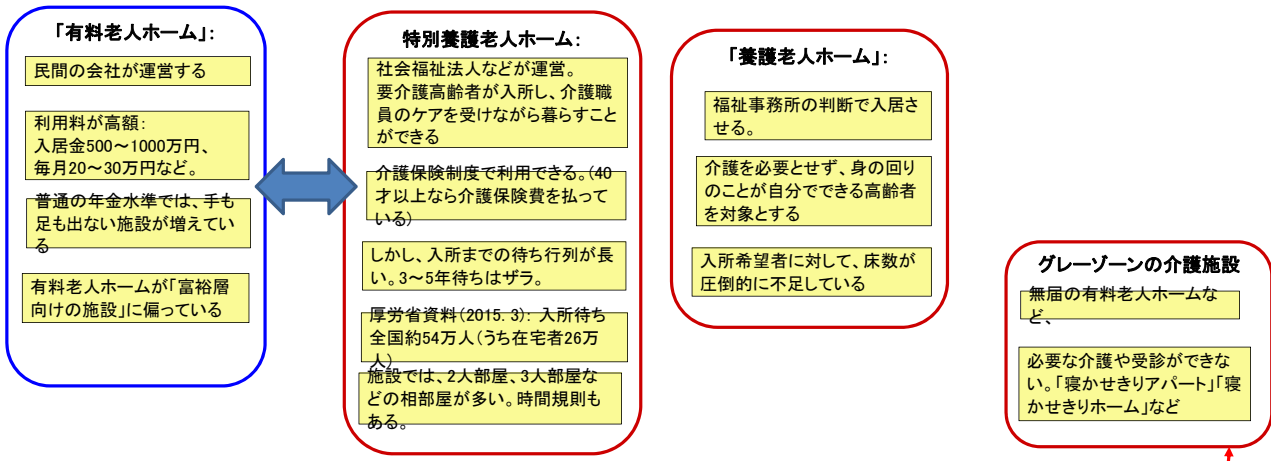 「有料老人ホーム」:
民間の会社が運営する
利用料が高額:
入居金500～1000万円、
毎月20～30万円など。
普通の年金水準では、手も
足も出ない施設が増えてい
る
有料老人ホームが「富裕層
向けの施設」に偏っている
特別養護老人ホーム:
社会福祉法人などが運営。
要介護高齢者が入所し、介護職
員のケアを受けながら暮らすこと
ができる
介護保険制度で利用できる。(40
才以上なら介護保険費を払って
いる)
しかし、入所までの待ち行列が長
い。3～5年待ちはザラ。
厚労省資料(2015.3): 入所待ち
全国約54万人(うち在宅者26万
人)
施設では、2人部屋、3人部屋な
どの相部屋が多い。時間規則も
ある。
「養護老人ホーム」:
福祉事務所の判断で入居さ
せる。
介護を必要とせず、身の回り
のことが自分でできる高齢者
を対象とする
入所希望者に対して、床数が
圧倒的に不足している
グレーゾーンの介護施設
無届の有料老人ホームな
ど、
必要な介護や受診ができな
い。「寝かせきりアパート」「寝
かせきりホーム」など